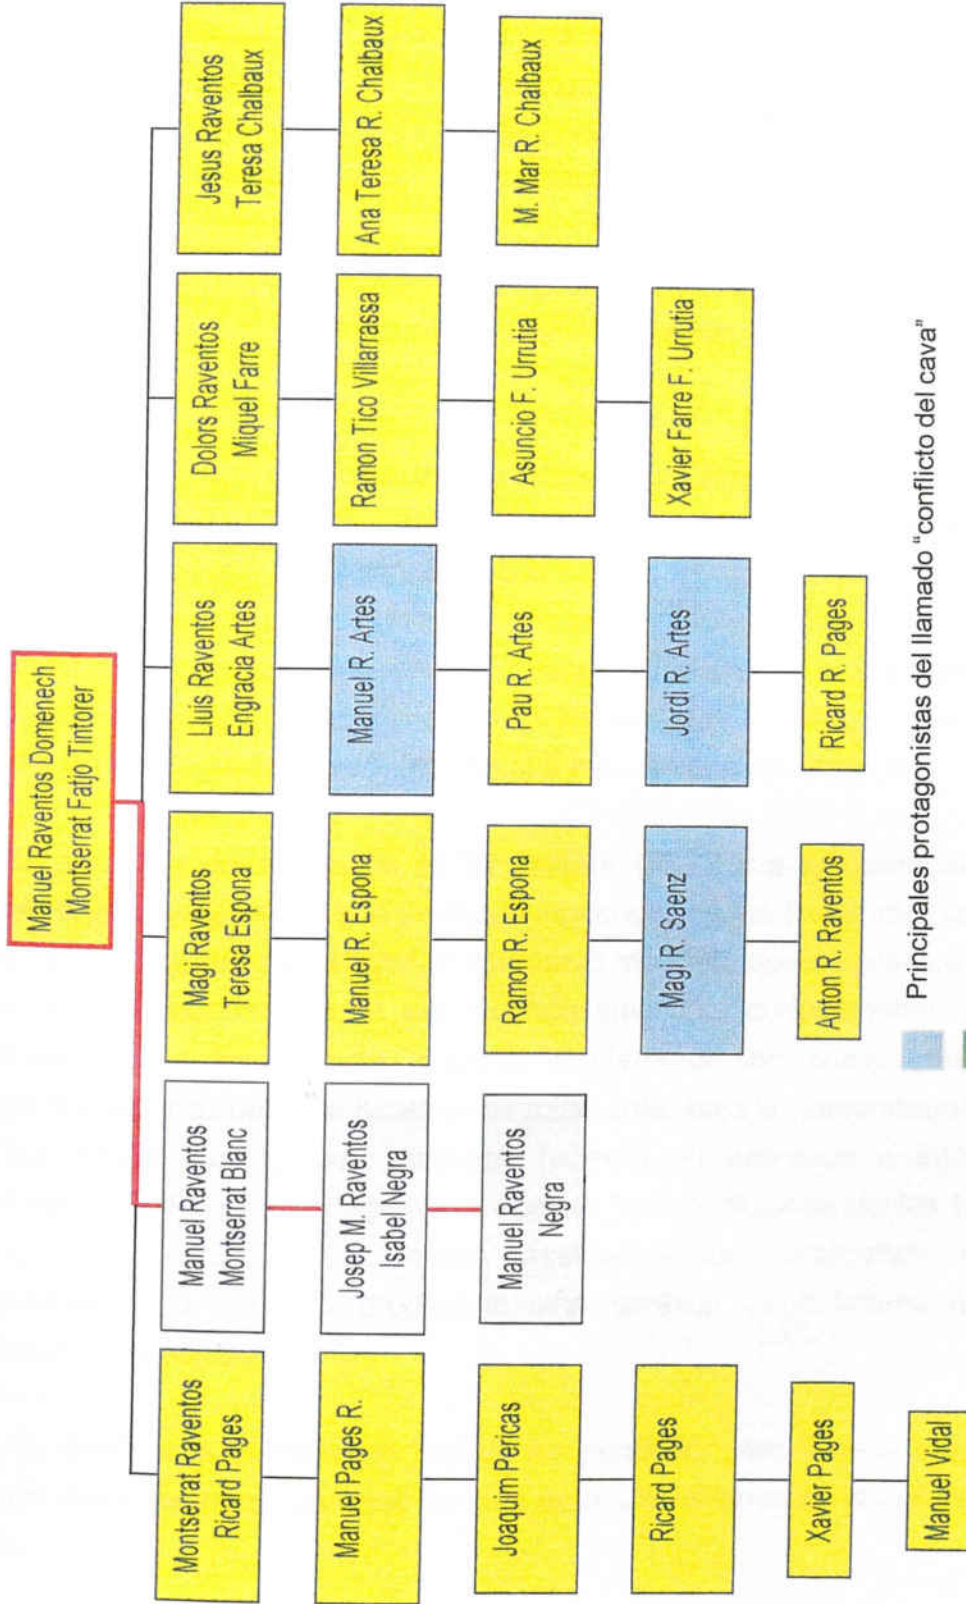 Manuel Raventos Domenech
Montserrat Fatjo Tintorer
Montserrat Raventos
Ricard Pages
Manuel Pages R.
Joaquim Pericas
Ricard Pages
Xavier Pages
Manuel Vidal
Manuel Raventos
Montserrat Blanc
Josep M. Raventos
Isabel Negra
Manuel Raventos
Negra
Magi Raventos
Teresa Espona
Manuel R. Espona
Ramon R. Espona
Magi R. Saenz
Anton R. Raventos
Lluis Raventos
Engracia Artes
Manuel R. Artes
Pau R. Artes
Jordi R. Artes
Ricard R. Pages
Dolors Raventos
Miquel Farre
Ramon Tico Villarrassa
Asuncio F. Urrutia
Xavier Farre F. Urrutia
Jesus Raventos
Teresa Chalbaux
Ana Teresa R. Chalbaux
M. Mar R. Chalbaux
Principales protagonistas del llamado "conflicto del cava"